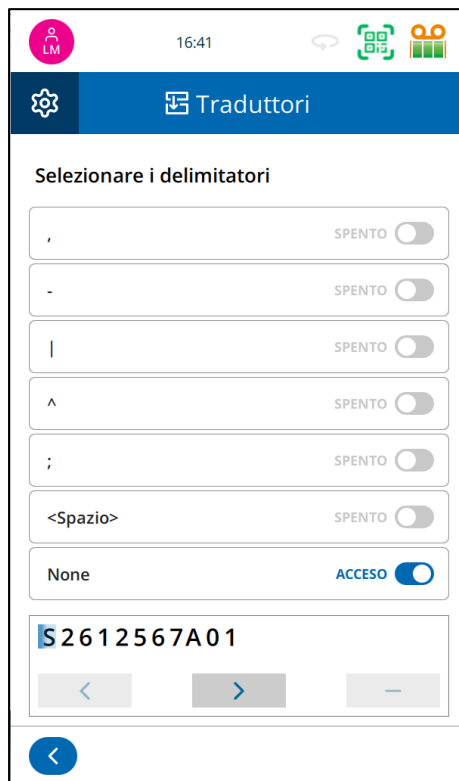 LM
16:41
Traduttori
Selezionare i delimitatori
, SPENTO
- SPENTO
| SPENTO
^ SPENTO
; SPENTO
<Spazio> SPENTO
None ACCESO
S2612567A01